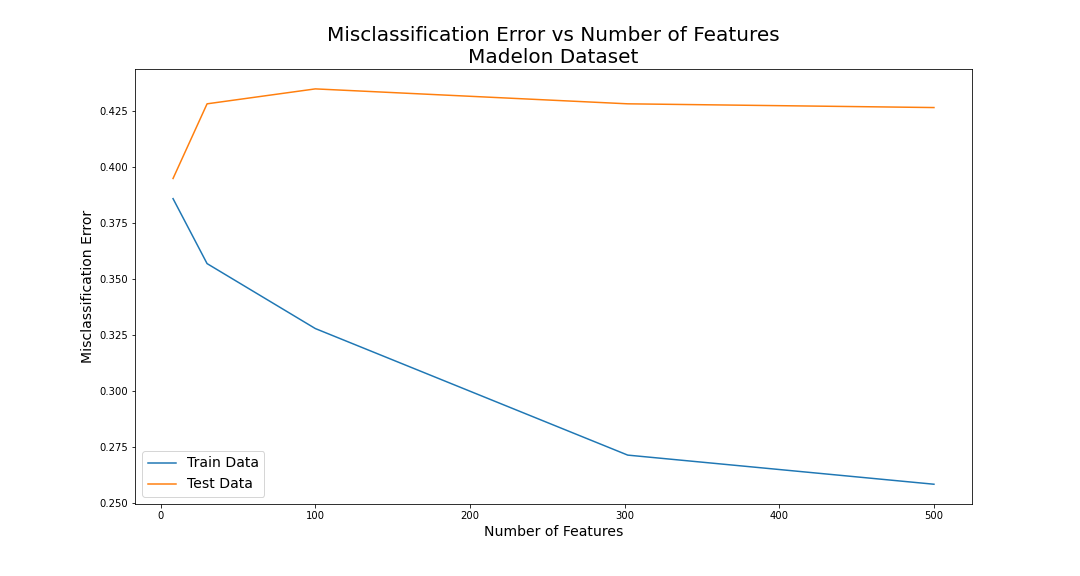 Misclassification Error vs Number of Features
Madelon Dataset
Misclassification Error
0.425
0.400
0.375
0.350
0.325
0.300
0.275
0.250
Train Data
Test Data
0 100 200 300 400 500
Number of Features